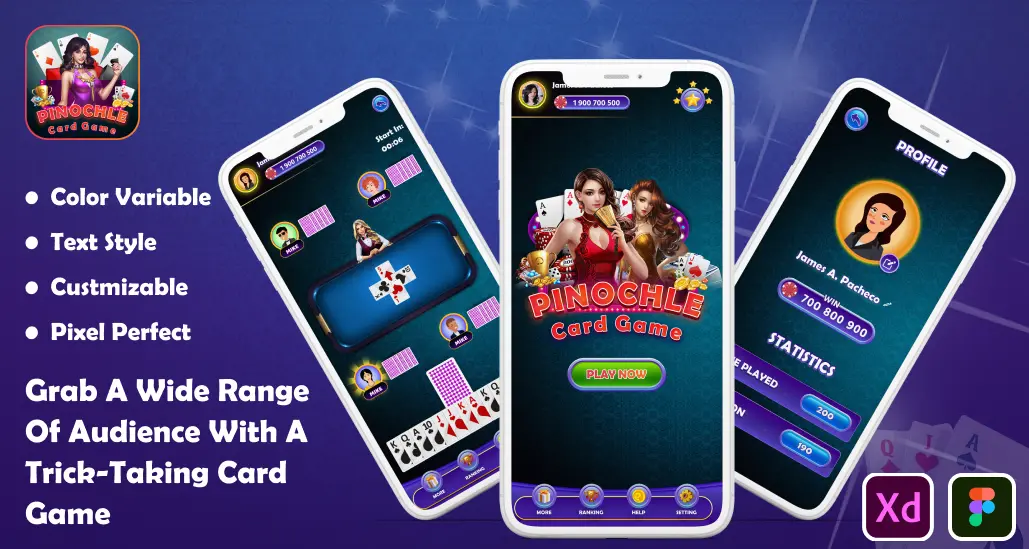 PINOCHLE
Card Game
Color Variable
Text Style
Custmizable
Pixel Perfect
Grab A Wide Range
Of Audience With A
Trick-Taking Card
Game
1 900 700 500
Start In:
00:06
MIKE
MIKE
MIKE
MIKE
K Q A 10 J J K A K Q
MORE
RANKING
1 900 700 500
A
A
PINOCHLE
Card Game
PLAY NOW
MORE
RANKING
HELP
SETTING
PROFILE
James A. Pacheco
WIN
700 800 900
STATISTICS
PLAYED
200
190
Q
J
A
Xd